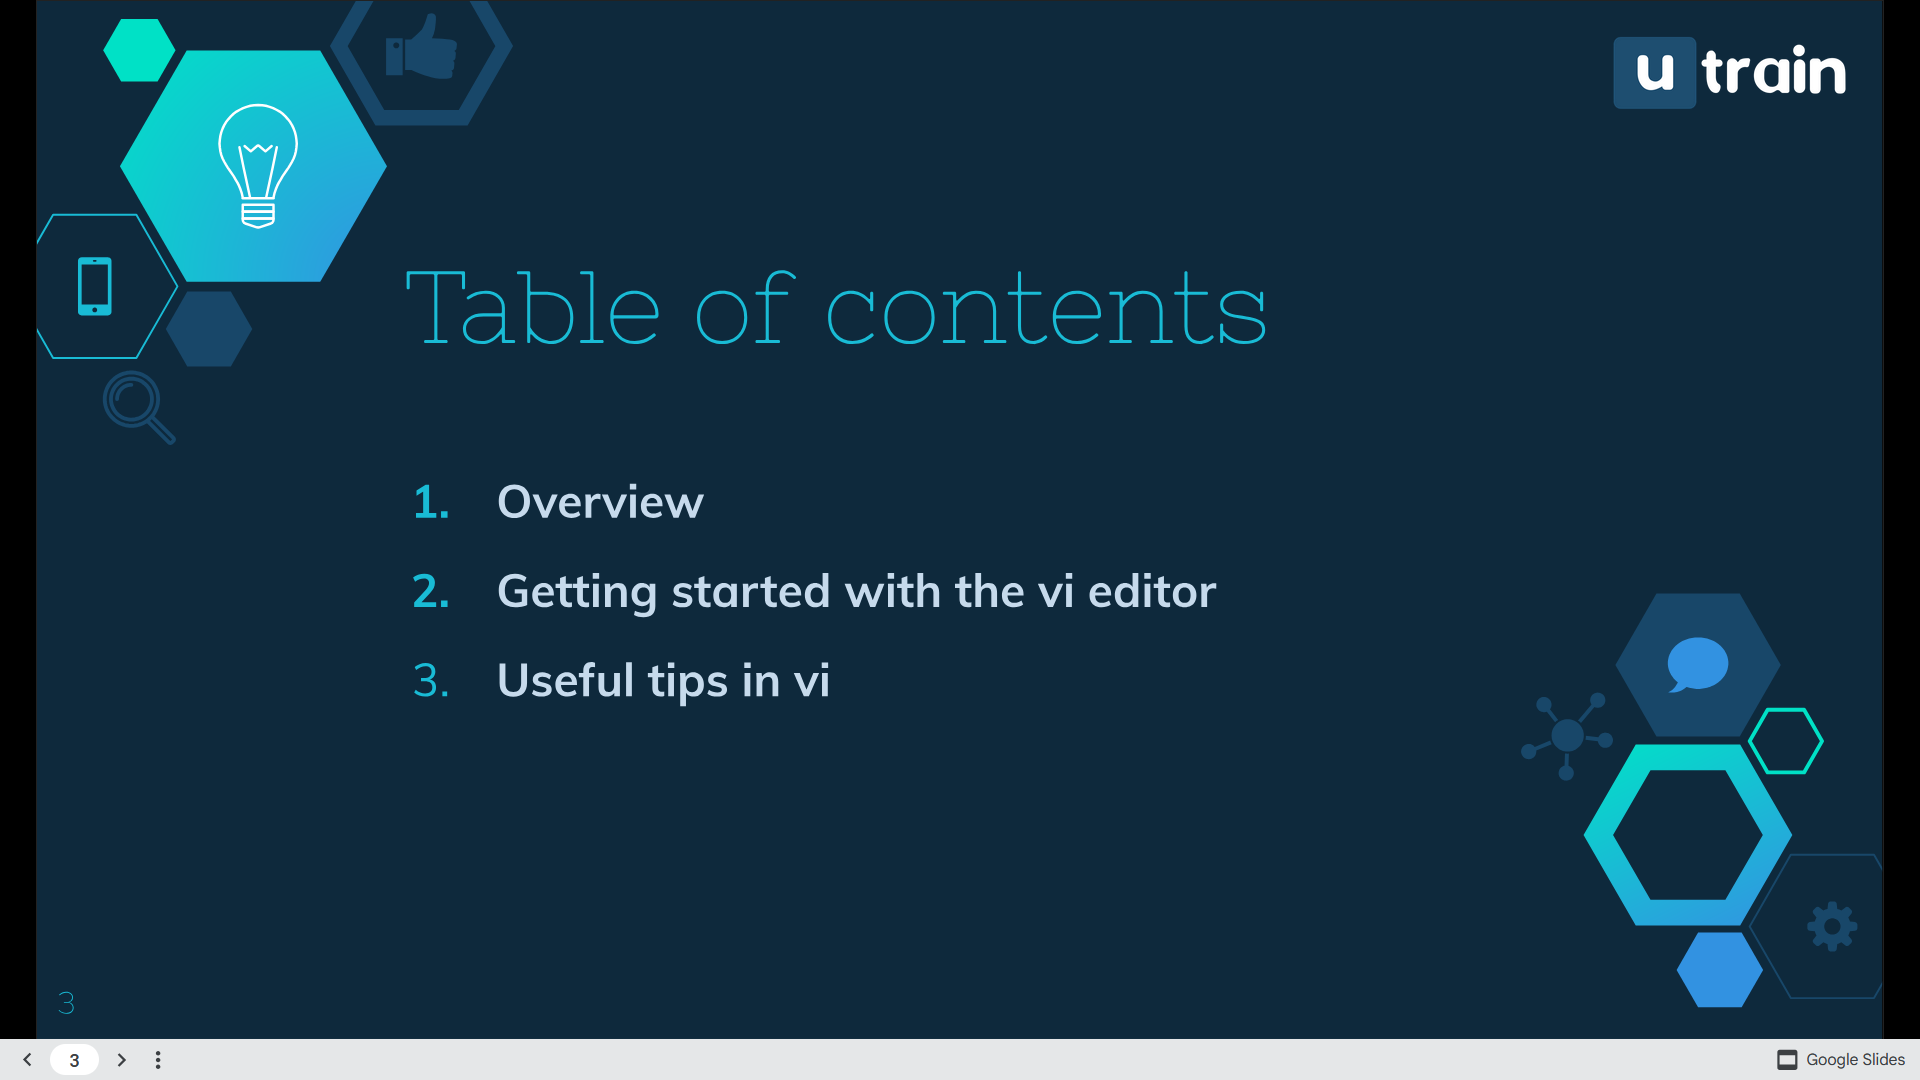 u train
Table of contents
1. Overview
2. Getting started with the vi editor
3. Useful tips in vi
3
3
Google Slides